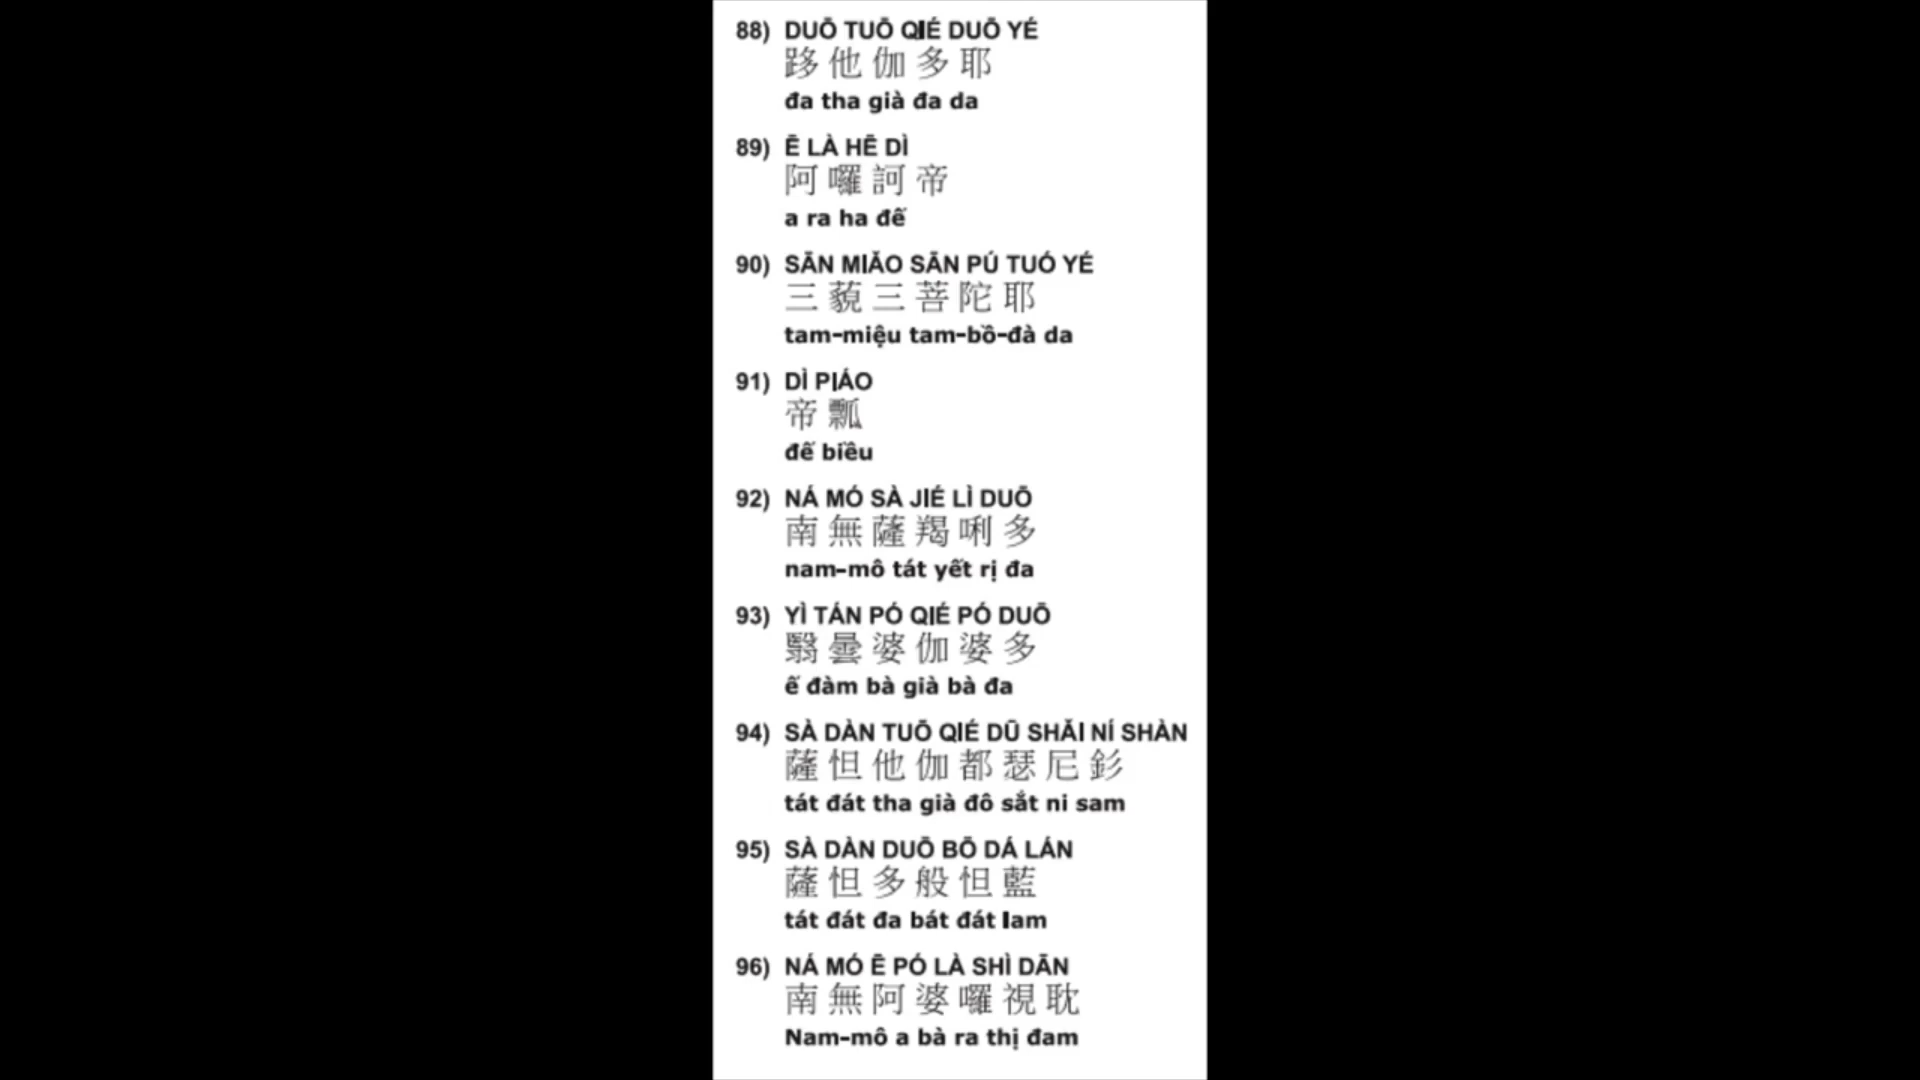 88) DUŌ TUŌ QIÉ DUŌ YÉ
跢他伽多耶
đa tha già đa da
89) Ē LÀ HĒ DÌ
阿囉訶帝
a ra ha đế
90) SĀN MIǍO SĀN PÚ TUÓ YÉ
三藐三菩陀耶
tam-miệu tam-bồ-đà da
91) DÌ PIÁO
帝瓢
đế biều
92) NÁ MÓ SÀ JIÉ LÌ DUŌ
南無薩羯唎多
nam-mô tát yết rị đa
93) YÌ TÁN PÓ QIÉ PÓ DUŌ
翳曇婆伽婆多
ế đàm bà già bà đa
94) SÀ DÀN TUŌ QIÉ DŪ SHǍI NÍ SHÀN
薩怛他伽都瑟尼釤
tát đát tha già đô sắt ni sam
95) SÀ DÀN DUŌ BŌ DÁ LÁN
薩怛多般怛藍
tát đát đa bát đát lam
96) NÁ MÓ Ē PÓ LÀ SHÌ DĀN
南無阿婆囉視耽
Nam-mô a bà ra thị đam